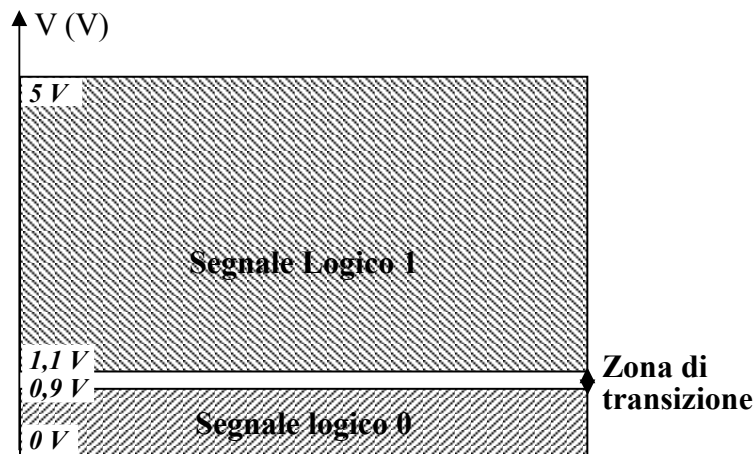 V (V)
5 V
Segnale Logico 1
1,1 V
0,9 V
Zona di
transizione
Segnale logico 0
0 V